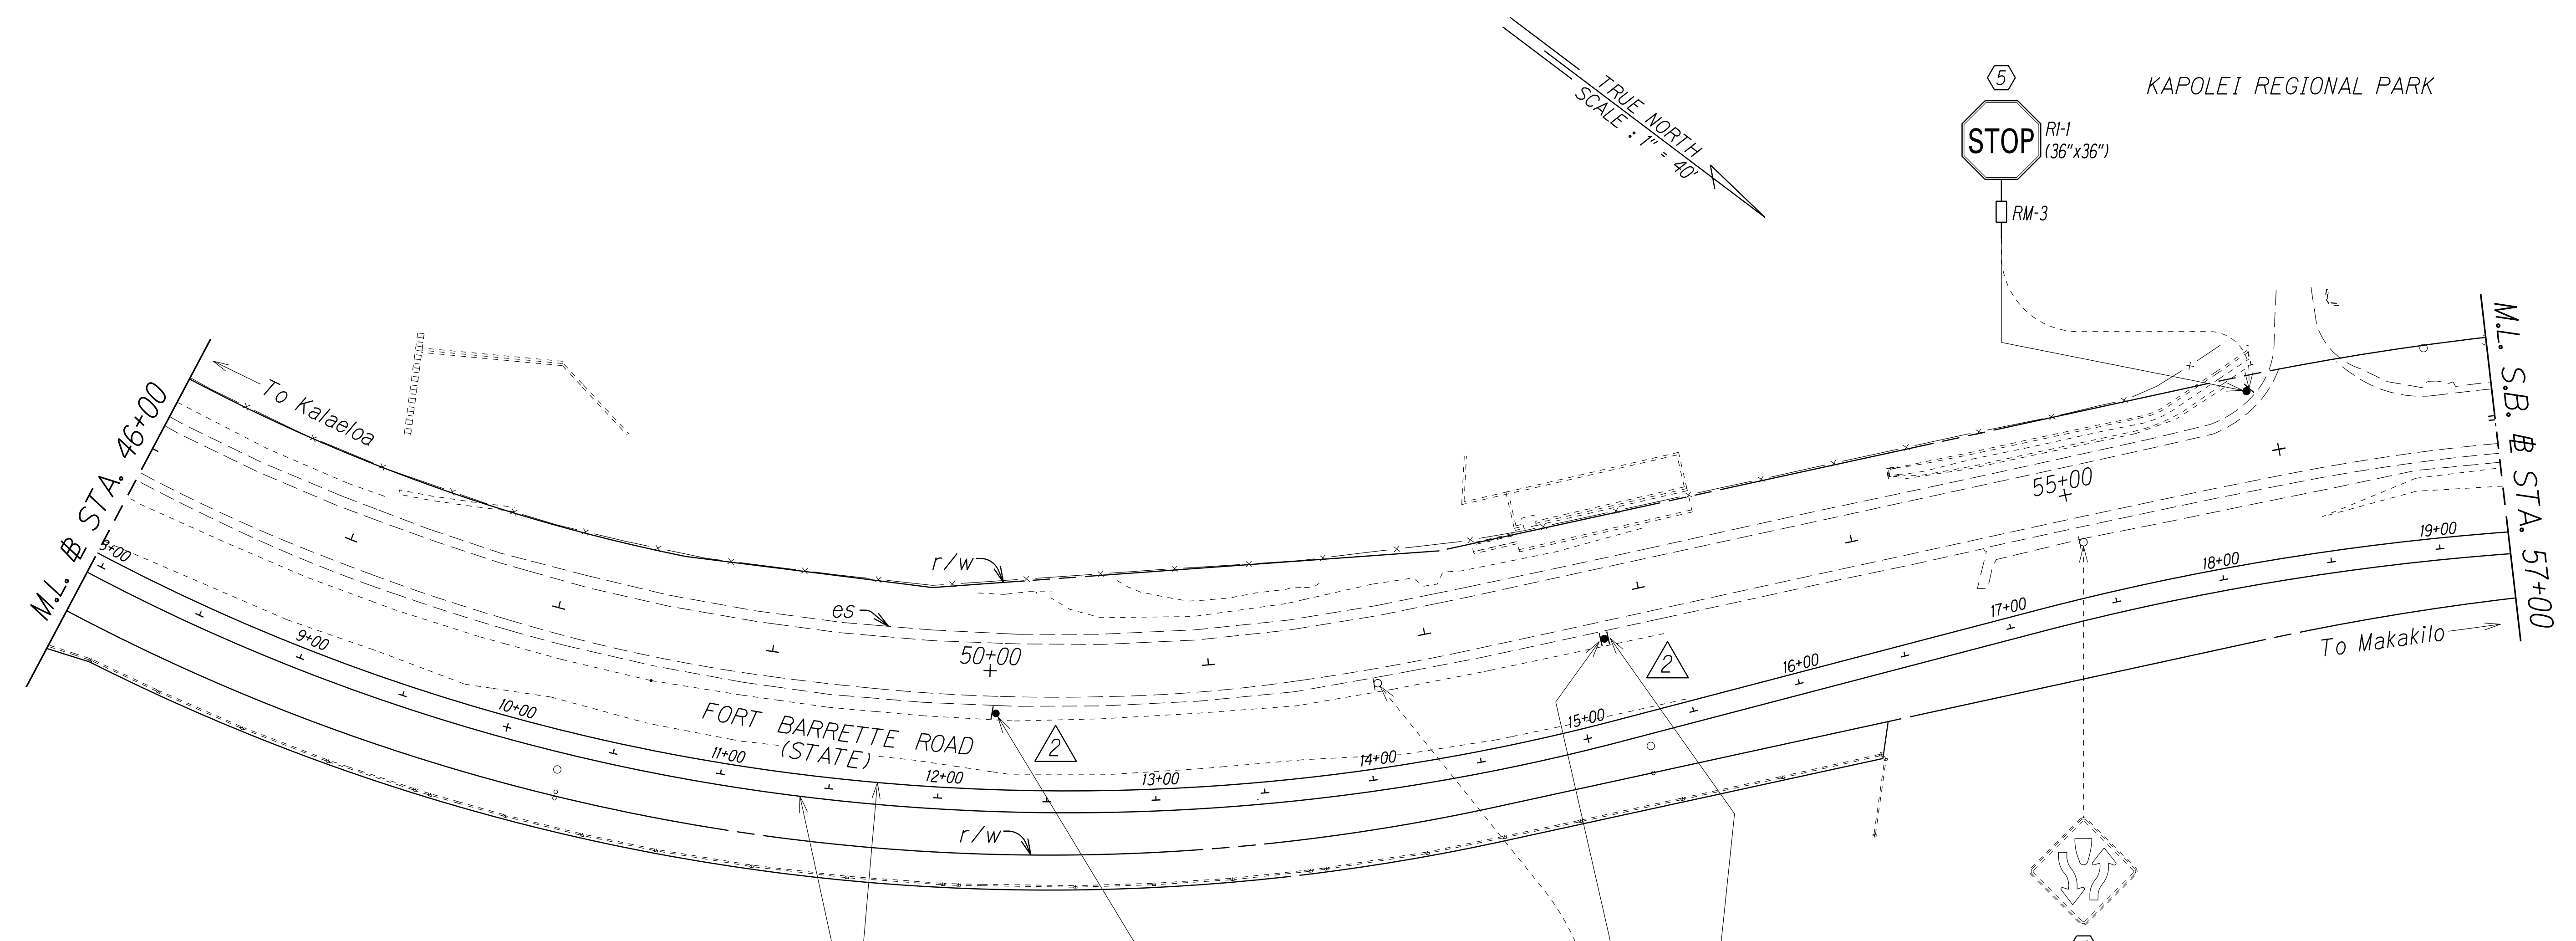 TRUE NORTH
SCALE : 1" = 40'
5
STOP
R1-1
(36"x36")
RM-3
KAPOLEI REGIONAL PARK
M.L. ℄ STA. 46+00
To Kalaeloa
M.L. S.B. ℄ STA. 57+00
To Makakilo
r/w
es
50+00
55+00
2
2
FORT BARRETTE ROAD
(STATE)
8+00
9+00
10+00
11+00
12+00
13+00
14+00
15+00
16+00
17+00
18+00
19+00
r/w